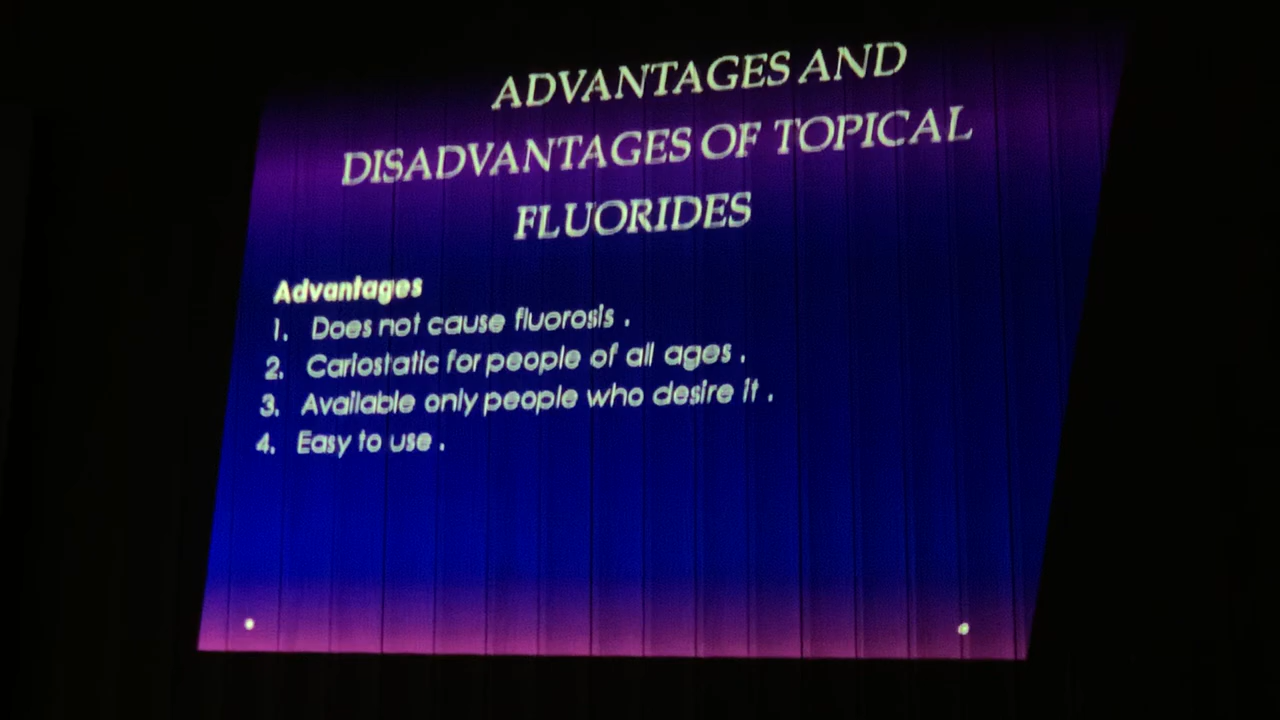 ADVANTAGES AND
DISADVANTAGES OF TOPICAL
FLUORIDES
Advantages
1. Does not cause fluorosis .
2. Cariostatic for people of all ages .
3. Available only people who desire it .
4. Easy to use .